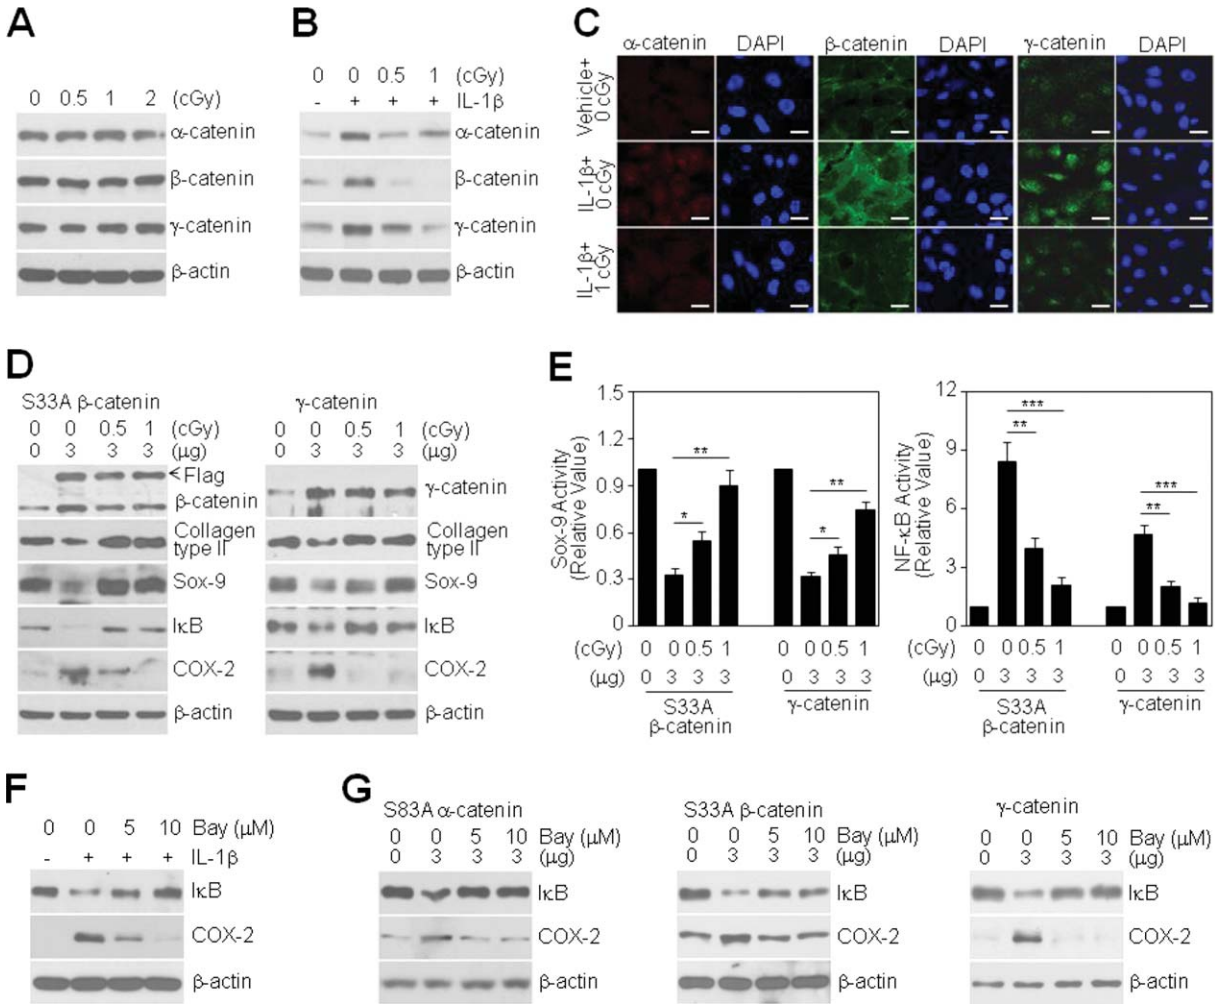 A
0 0.5 1 2 (cGy)
α-catenin
β-catenin
γ-catenin
β-actin
B
0 0 0.5 1 (cGy)
- + + + IL-1β
α-catenin
β-catenin
γ-catenin
β-actin
C
α-catenin DAPI β-catenin DAPI γ-catenin DAPI
Vehicle+
0 cGy
IL-1β+
0 cGy
IL-1β+
1 cGy
D
S33A β-catenin
0 0 0.5 1 (cGy)
0 3 3 3 (μg)
<Flag
β-catenin
Collagen
type II
Sox-9
IκB
COX-2
β-actin
γ-catenin
0 0 0.5 1 (cGy)
0 3 3 3 (μg)
γ-catenin
Collagen
type II
Sox-9
IκB
COX-2
β-actin
E
Sox-9 Activity
(Relative Value)
1.5
1.2
0.9
0.6
0.3
0
* **
* **
(cGy) 0 0 0.5 1 0 0 0.5 1
(μg) 0 3 3 3 0 3 3 3
S33A
β-catenin
γ-catenin
NF-κB Activity
(Relative Value)
12
9
6
3
0
***
**
***
**
(cGy) 0 0 0.5 1 0 0 0.5 1
(μg) 0 3 3 3 0 3 3 3
S33A
β-catenin
γ-catenin
F
0 0 5 10 Bay (μM)
- + + + IL-1β
IκB
COX-2
β-actin
G
S83A α-catenin
0 0 5 10 Bay (μM)
0 3 3 3 (μg)
IκB
COX-2
β-actin
S33A β-catenin
0 0 5 10 Bay (μM)
0 3 3 3 (μg)
IκB
COX-2
β-actin
γ-catenin
0 0 5 10 Bay (μM)
0 3 3 3 (μg)
IκB
COX-2
β-actin